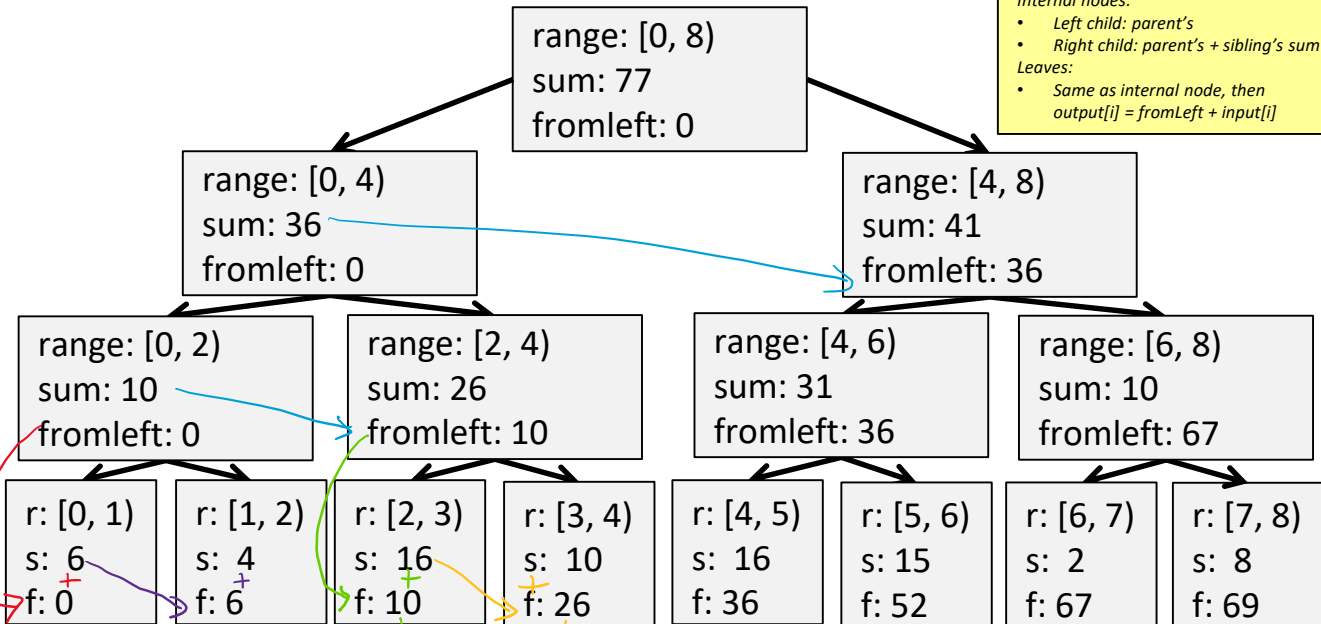 Internal nodes:
• Left child: parent's
• Right child: parent's + sibling's sum
Leaves:
• Same as internal node, then
output[i] = fromLeft + input[i]
range: [0, 8)
sum: 77
fromleft: 0
range: [0, 4)
sum: 36
fromleft: 0
range: [4, 8)
sum: 41
fromleft: 36
range: [0, 2)
sum: 10
fromleft: 0
range: [2, 4)
sum: 26
fromleft: 10
range: [4, 6)
sum: 31
fromleft: 36
range: [6, 8)
sum: 10
fromleft: 67
r: [0, 1)
s: 6
+
f: 0
r: [1, 2)
s: 4
+
f: 6
r: [2, 3)
s: 16
+
f: 10
r: [3, 4)
s: 10
+
f: 26
r: [4, 5)
s: 16
f: 36
r: [5, 6)
s: 15
f: 52
r: [6, 7)
s: 2
f: 67
r: [7, 8)
s: 8
f: 69